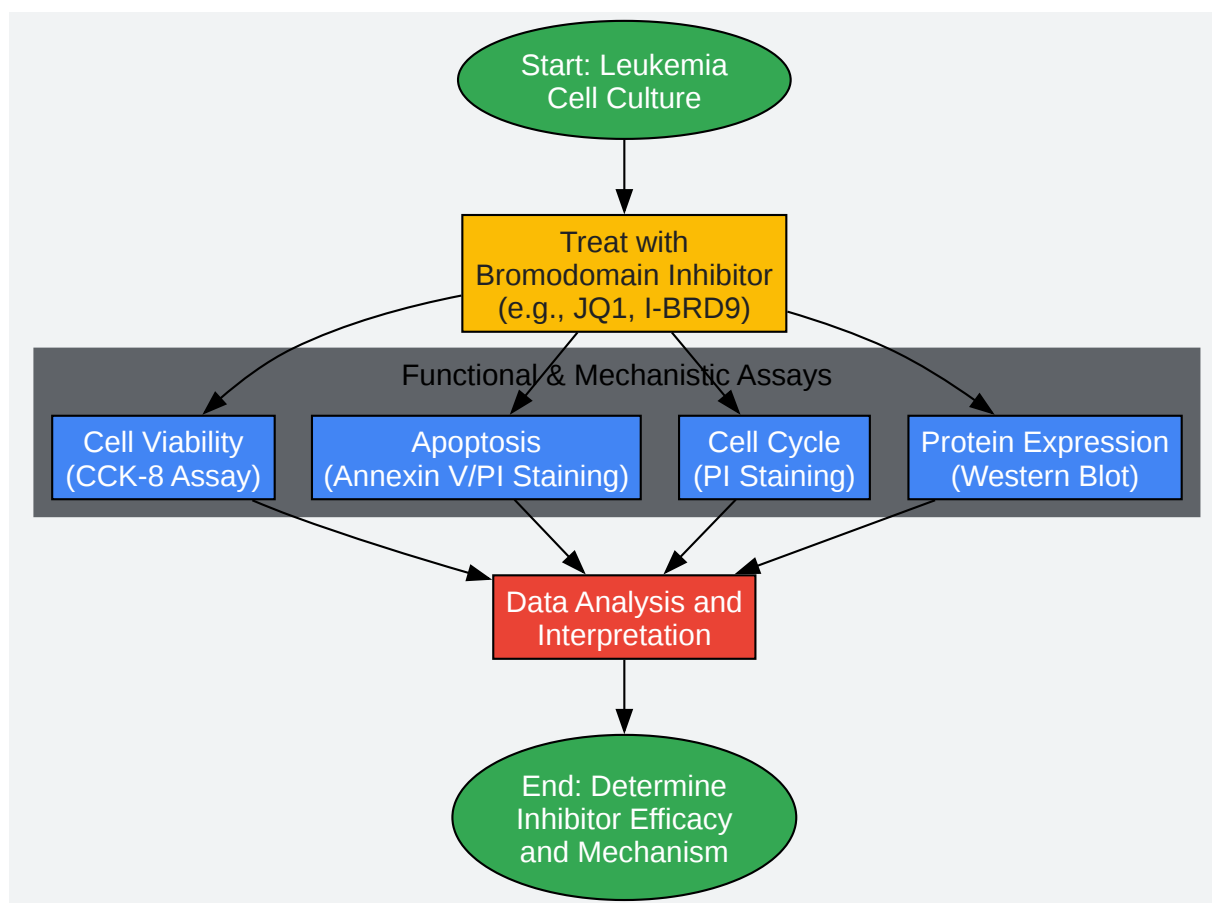 Start: Leukemia
Cell Culture
Treat with
Bromodomain Inhibitor
(e.g., JQ1, I-BRD9)
Functional & Mechanistic Assays
Cell Viability
(CCK-8 Assay)
Apoptosis
(Annexin V/PI Staining)
Cell Cycle
(PI Staining)
Protein Expression
(Western Blot)
Data Analysis and
Interpretation
End: Determine
Inhibitor Efficacy
and Mechanism